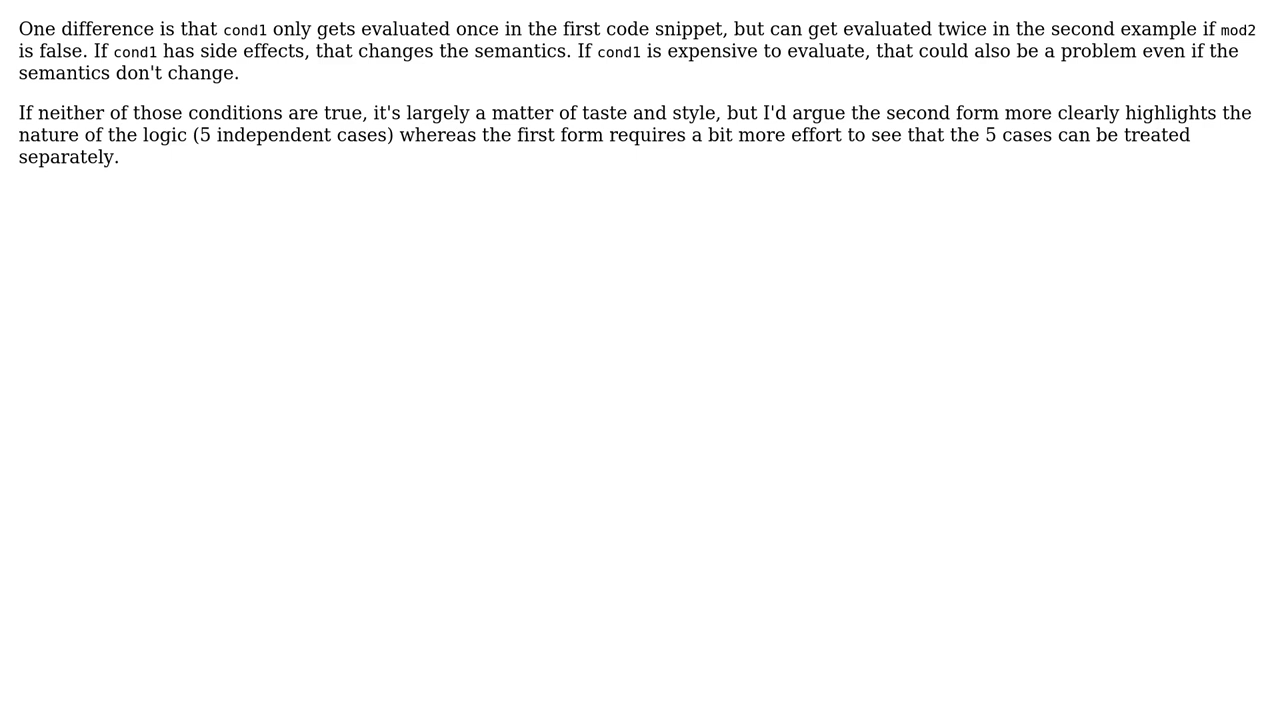 One difference is that cond1 only gets evaluated once in the first code snippet, but can get evaluated twice in the second example if mod2
is false. If cond1 has side effects, that changes the semantics. If cond1 is expensive to evaluate, that could also be a problem even if the
semantics don't change.
If neither of those conditions are true, it's largely a matter of taste and style, but I'd argue the second form more clearly highlights the
nature of the logic (5 independent cases) whereas the first form requires a bit more effort to see that the 5 cases can be treated
separately.